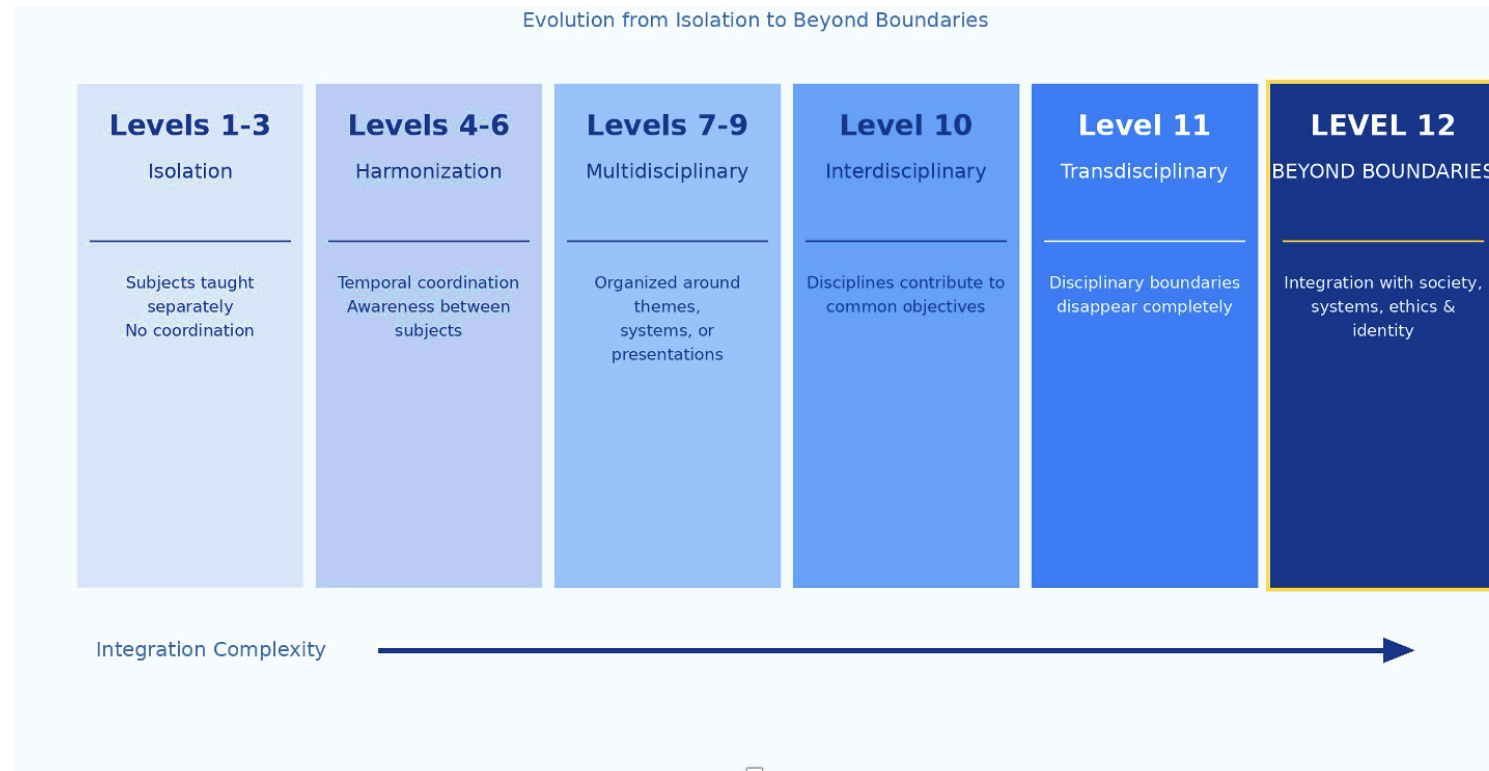 Evolution from Isolation to Beyond Boundaries
Levels 1-3
Isolation
Subjects taught
separately
No coordination
Levels 4-6
Harmonization
Temporal coordination
Awareness between
subjects
Levels 7-9
Multidisciplinary
Organized around
themes,
systems, or
presentations
Level 10
Interdisciplinary
Disciplines contribute to
common objectives
Level 11
Transdisciplinary
Disciplinary boundaries
disappear completely
LEVEL 12
BEYOND BOUNDARIES
Integration with society,
systems, ethics &
identity
Integration Complexity